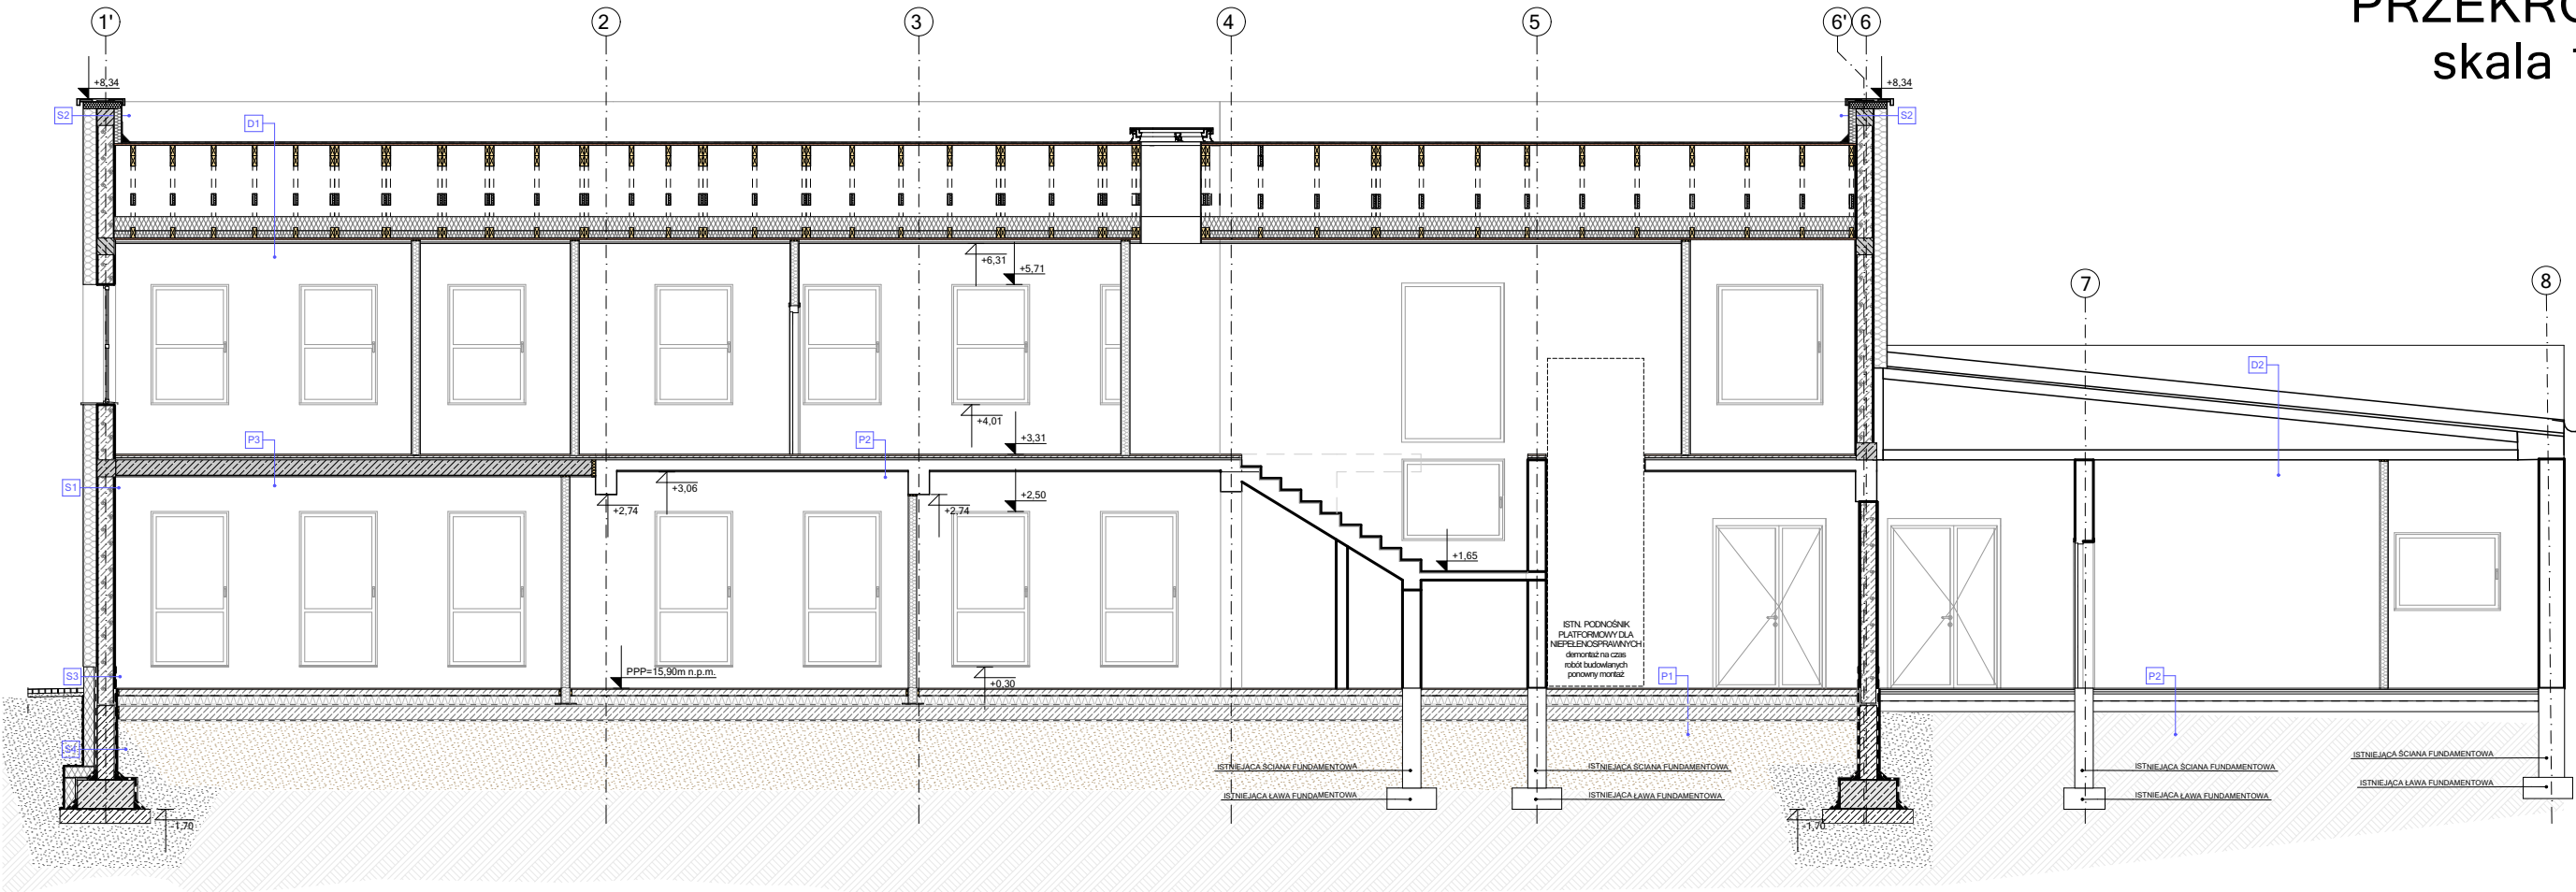 PRZEKRO
skala 1
1'
2
3
4
5
6'
6
7
8
+8,34
+8,34
S2
D1
S2
+6,31
+5,71
+4,01
+3,31
D2
P3
P2
S1
+3,06
+2,74
+2,74
+2,50
+1,65
ISTN. PODNOŚNIK
PLATFORMOWY DLA
NIEPEŁENOSPRAWNYCH
demontaż na czas
robót budowlanych
ponowny montaż
S3
PPP=15,90m n.p.m.
+0,30
P1
P2
S4
ISTNIEJĄCA ŚCIANA FUNDAMENTOWA
ISTNIEJĄCA ŚCIANA FUNDAMENTOWA
ISTNIEJĄCA ŚCIANA FUNDAMENTOWA
ISTNIEJĄCA ŚCIANA FUNDAMENTOWA
ISTNIEJĄCA ŁAWA FUNDAMENTOWA
ISTNIEJĄCA ŁAWA FUNDAMENTOWA
ISTNIEJĄCA ŁAWA FUNDAMENTOWA
ISTNIEJĄCA ŁAWA FUNDAMENTOWA
-1,70
-1,70